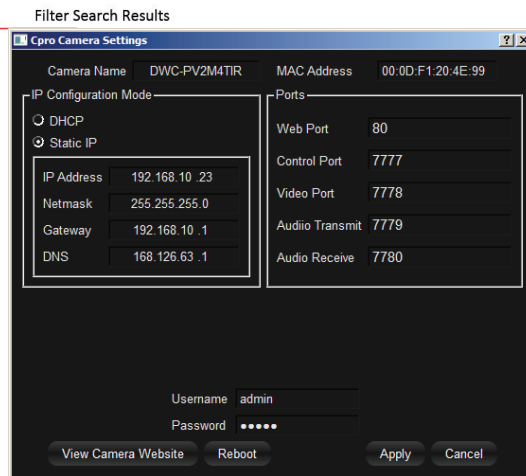 Filter Search Results
Cpro Camera Settings
Camera Name DWC-PV2M4TIR MAC Address 00:0D:F1:20:4E:99
IP Configuration Mode
DHCP
Static IP
IP Address 192.168.10 .23
Netmask 255.255.255.0
Gateway 192.168.10 .1
DNS 168.126.63 .1
Ports
Web Port 80
Control Port 7777
Video Port 7778
Audiio Transmit 7779
Audio Receive 7780
Username admin
Password •••••
View Camera Website Reboot Apply Cancel